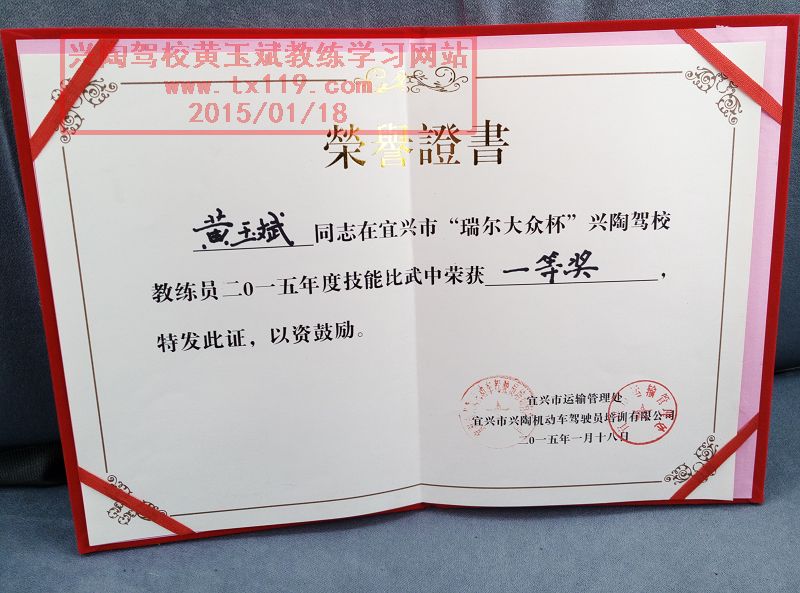 兴陶驾校黄玉斌教练学习网站
www.tx119.com
2015/01/18
榮譽證書
黄玉斌同志在宜兴市“瑞尔大众杯”兴陶驾校
教练员二〇一五年度技能比武中荣获一等奖，
特发此证，以资鼓励。
宜兴市运输管理处
宜兴市兴陶机动车驾驶员培训有限公司
二〇一五年一月十八日